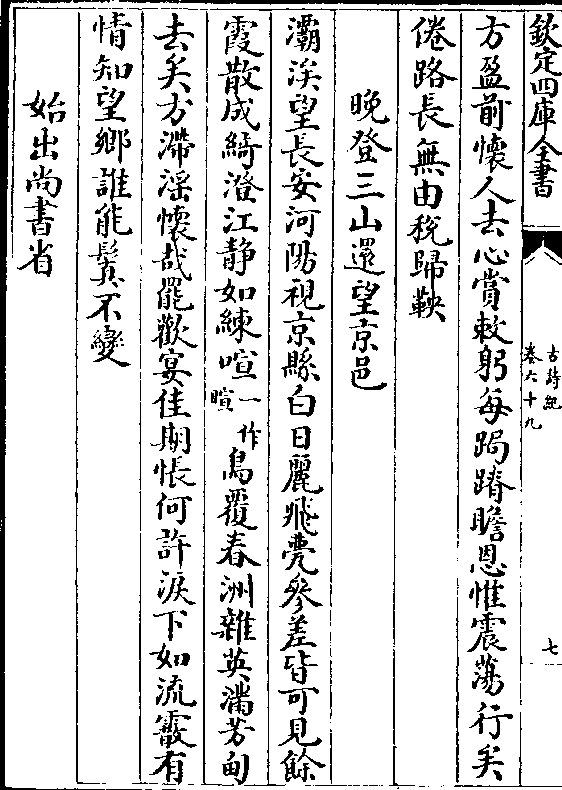 欽定四庫全書
古詩紀
卷六十九
七
方盈前懷人去心賞敕躬每跼蹐瞻恩惟震蕩行矣
倦路長無由稅歸鞅
晚登三山還望京邑
灞涘望長安河陽視京縣白日麗飛甍參差皆可見餘
霞散成綺澄江静如練喧一作暄鳥覆春洲雜英滿芳甸
去矣方滯淫懷哉罷歡宴佳期悵何許淚下如流霰有
情知望鄉誰能鬒不變
始出尚書省